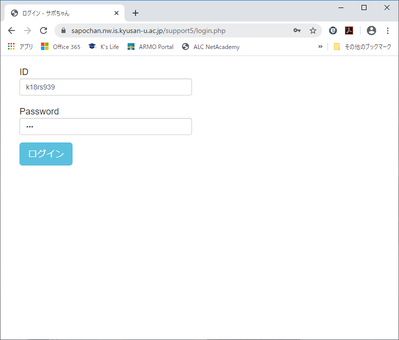 ログイン - サポちゃん
sapochan.nw.is.kyusan-u.ac.jp/support5/login.php
アプリ Office 365 K's Life ARMO Portal ALC NetAcademy » その他のブックマーク
ID
k18rs939
Password
•••
ログイン